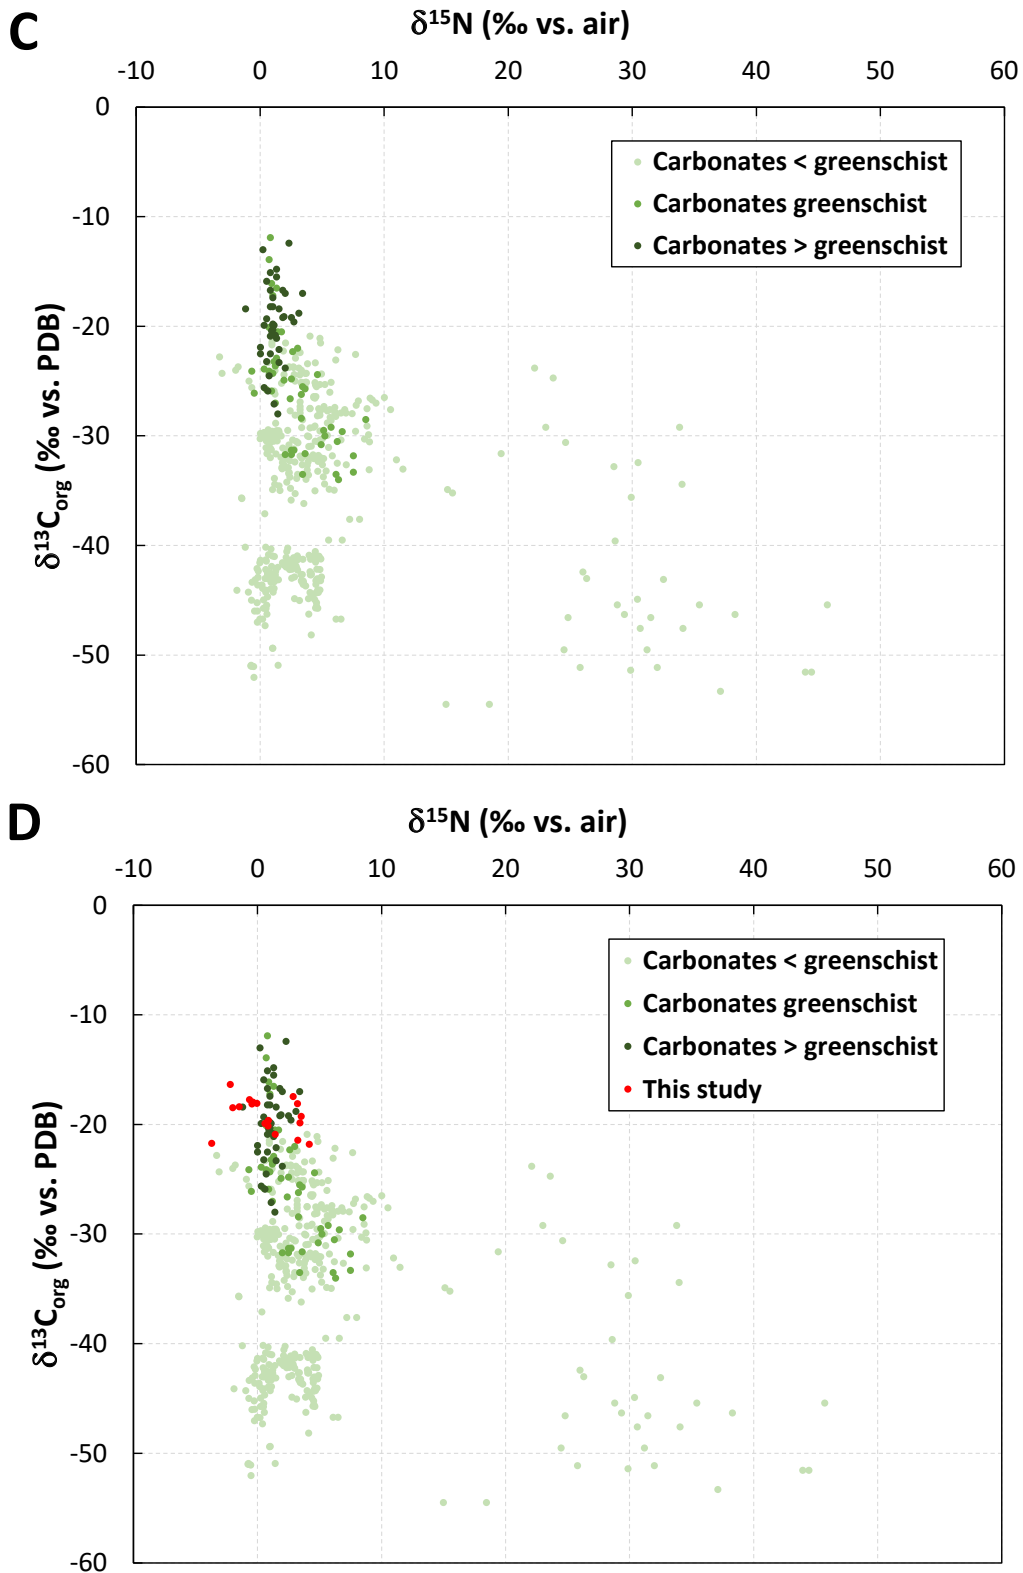 C
δ¹⁵N (‰ vs. air)
-10 0 10 20 30 40 50 60
0
-10
-20
-30
-40
-50
-60
δ¹³C_org (‰ vs. PDB)
Carbonates < greenschist
Carbonates greenschist
Carbonates > greenschist
D
δ¹⁵N (‰ vs. air)
-10 0 10 20 30 40 50 60
0
-10
-20
-30
-40
-50
-60
δ¹³C_org (‰ vs. PDB)
Carbonates < greenschist
Carbonates greenschist
Carbonates > greenschist
This study